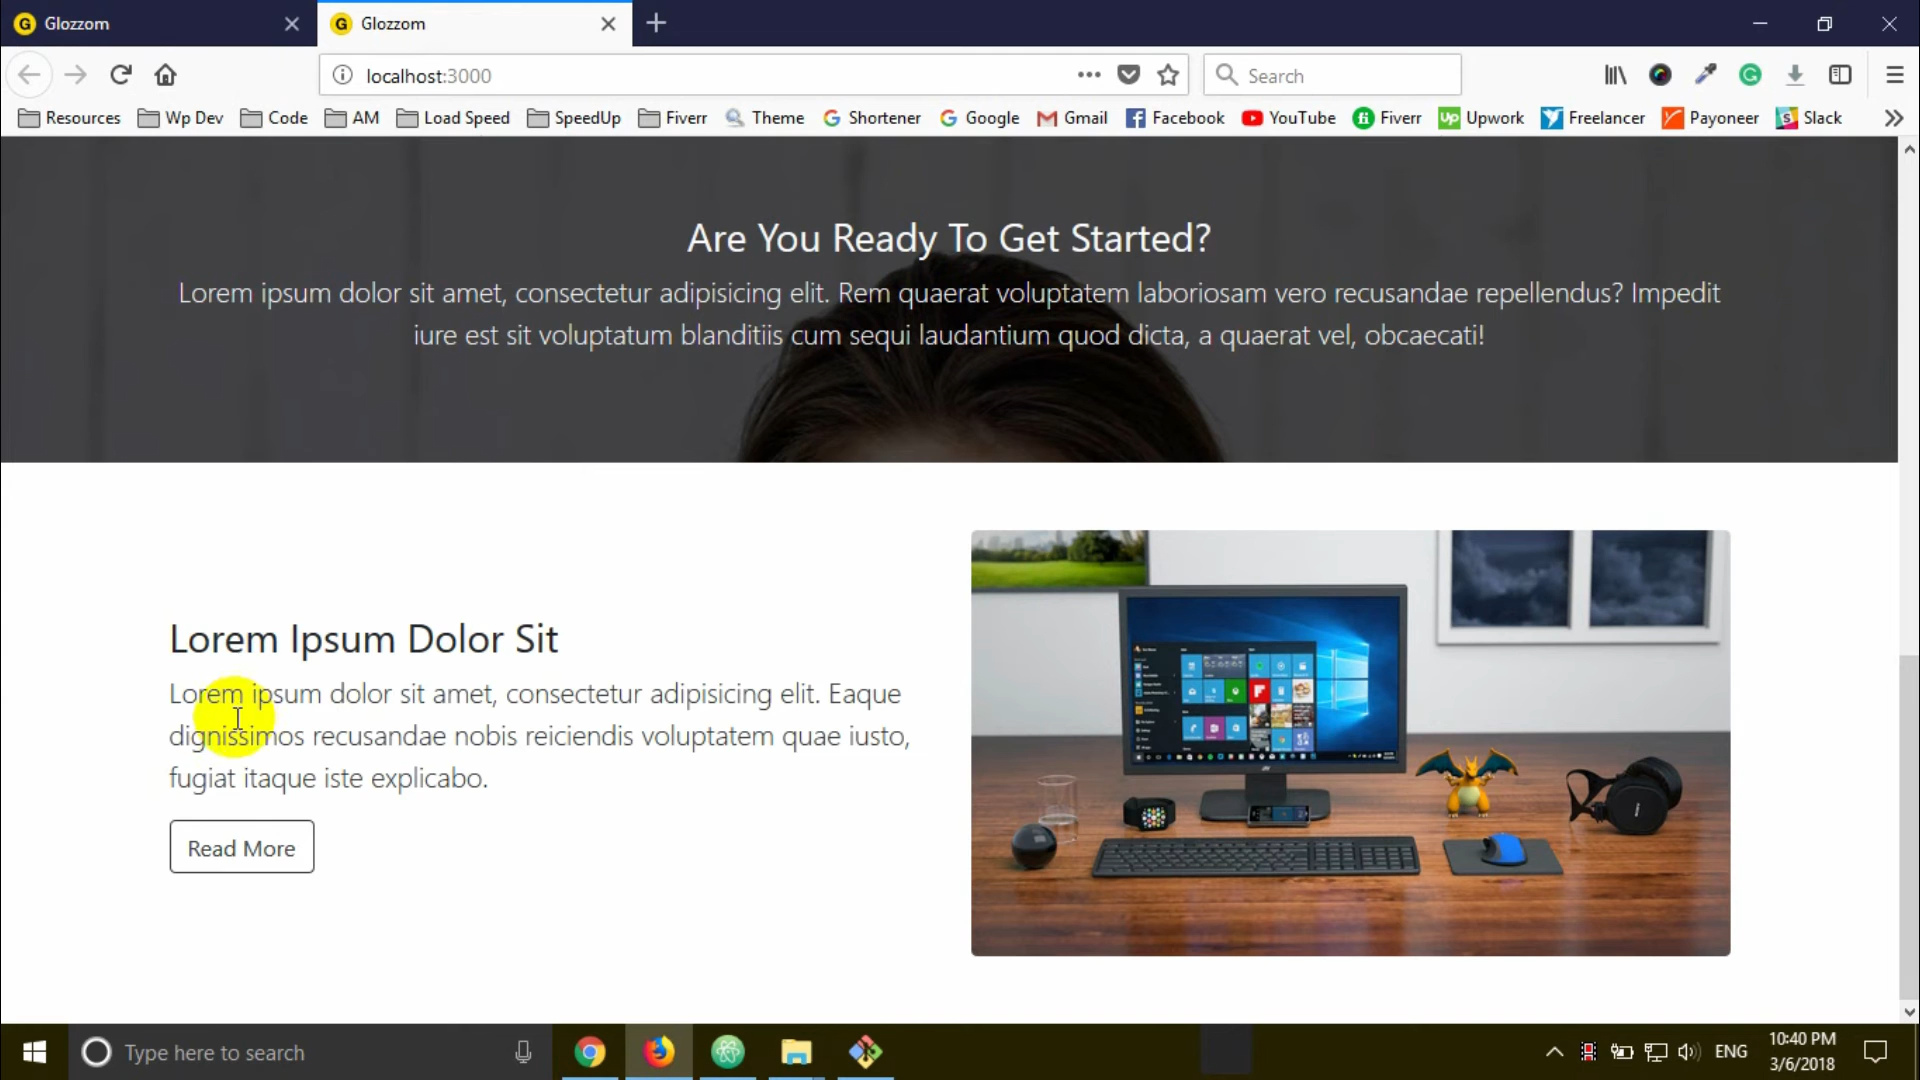 Glozzom
Glozzom
localhost:3000
Search
Resources Wp Dev Code AM Load Speed SpeedUp Fiverr Theme Shortener Google Gmail Facebook YouTube Fiverr Upwork Freelancer Payoneer Slack
Are You Ready To Get Started?
Lorem ipsum dolor sit amet, consectetur adipisicing elit. Rem quaerat voluptatem laboriosam vero recusandae repellendus? Impedit
iure est sit voluptatum blanditiis cum sequi laudantium quod dicta, a quaerat vel, obcaecati!
Lorem Ipsum Dolor Sit
Lorem ipsum dolor sit amet, consectetur adipisicing elit. Eaque
dignissimos recusandae nobis reiciendis voluptatem quae iusto,
fugiat itaque iste explicabo.
Read More
Type here to search
ENG
10:40 PM
3/6/2018